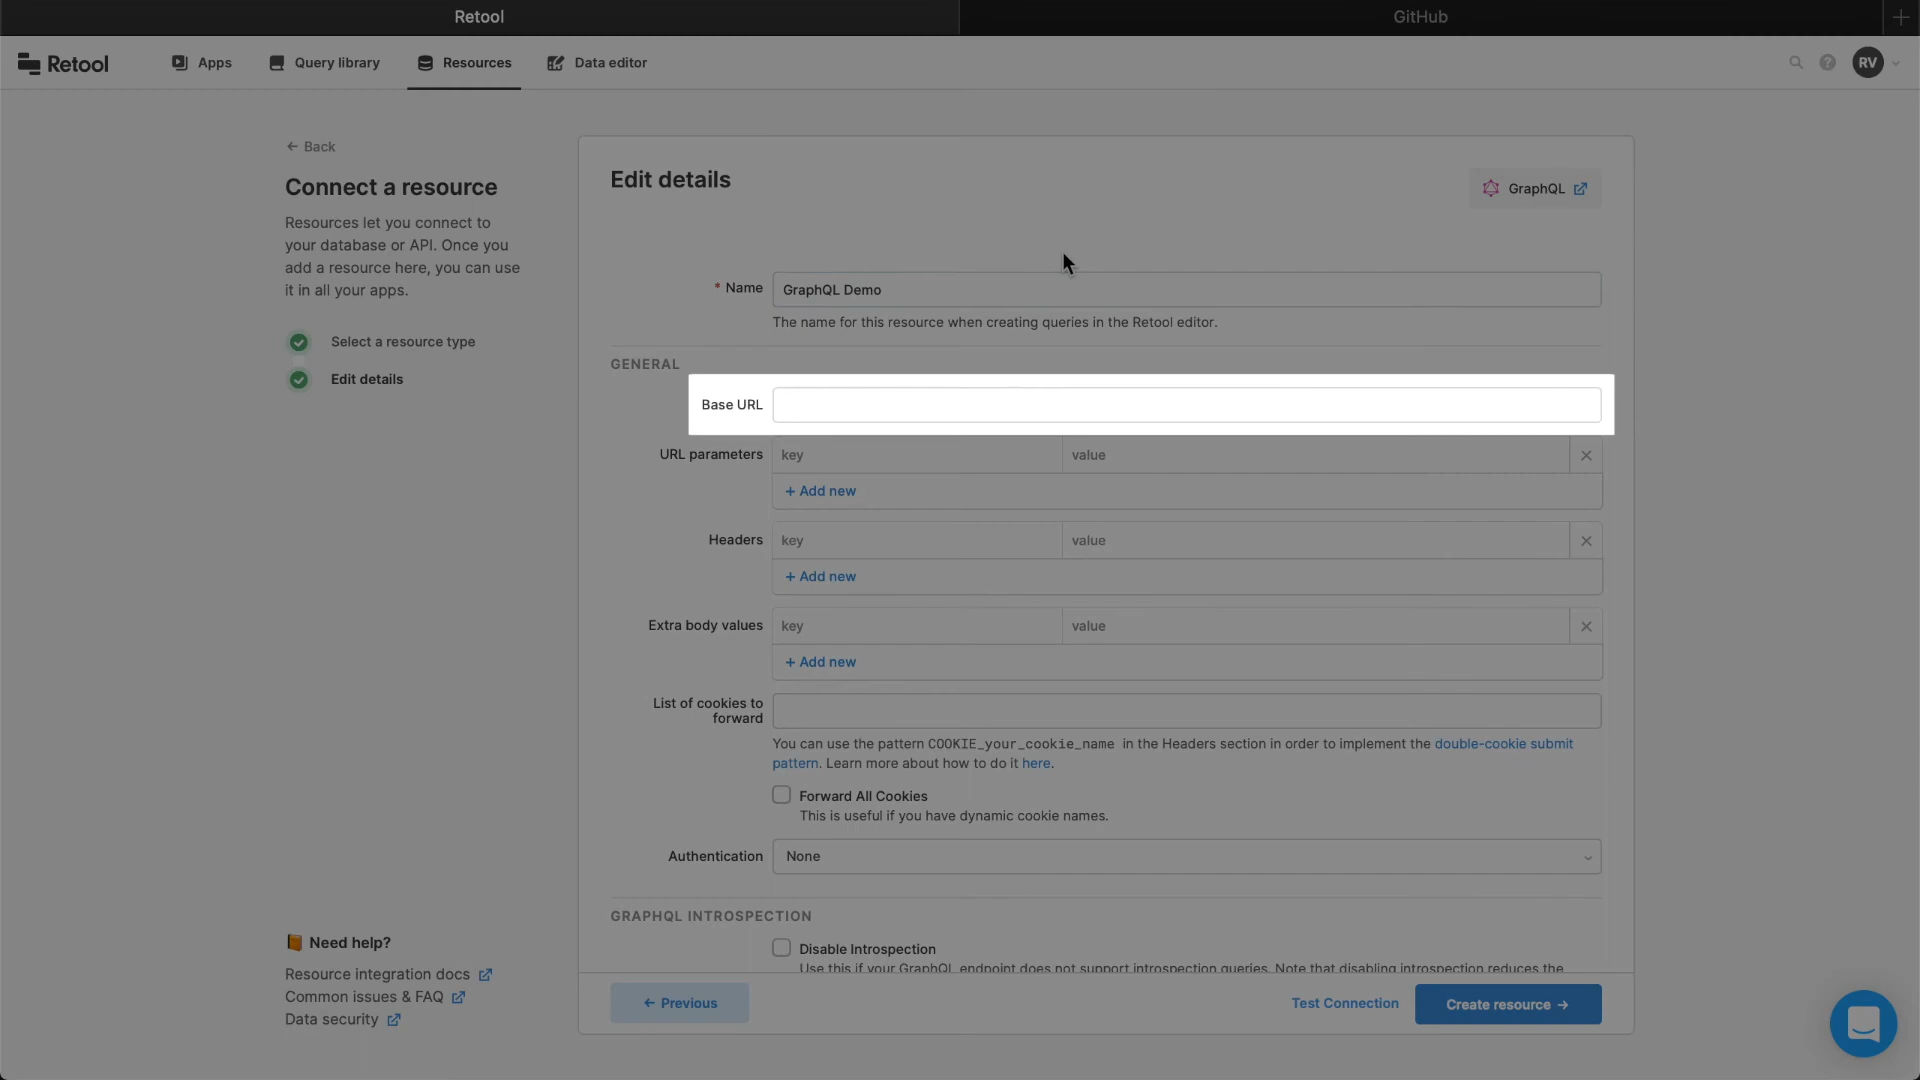 Retool
GitHub
Retool
Apps
Query library
Resources
Data editor
RV
← Back
Connect a resource
Resources let you connect to
your database or API. Once you
add a resource here, you can use
it in all your apps.
Select a resource type
Edit details
Need help?
Resource integration docs
Common issues & FAQ
Data security
Edit details
GraphQL
* Name
GraphQL Demo
The name for this resource when creating queries in the Retool editor.
GENERAL
Base URL
URL parameters
key
value
+ Add new
Headers
key
value
+ Add new
Extra body values
key
value
+ Add new
List of cookies to
forward
You can use the pattern COOKIE_your_cookie_name in the Headers section in order to implement the double-cookie submit
pattern. Learn more about how to do it here.
Forward All Cookies
This is useful if you have dynamic cookie names.
Authentication
None
GRAPHQL INTROSPECTION
Disable Introspection
Use this if your GraphQL endpoint does not support introspection queries. Note that disabling introspection reduces the
← Previous
Test Connection
Create resource →